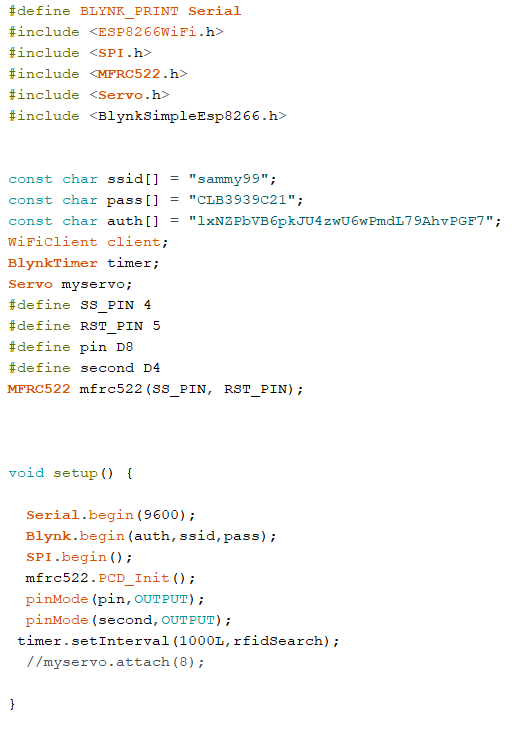 #define BLYNK_PRINT Serial
#include <ESP8266WiFi.h>
#include <SPI.h>
#include <MFRC522.h>
#include <Servo.h>
#include <BlynkSimpleEsp8266.h>
const char ssid[] = "sammy99";
const char pass[] = "CLB3939C21";
const char auth[] = "lxNZPbVB6pkJU4zwU6wPmdL79AhvPGF7";
WiFiClient client;
BlynkTimer timer;
Servo myservo;
#define SS_PIN 4
#define RST_PIN 5
#define pin D8
#define second D4
MFRC522 mfrc522(SS_PIN, RST_PIN);
void setup() {
Serial.begin(9600);
Blynk.begin(auth,ssid,pass);
SPI.begin();
mfrc522.PCD_Init();
pinMode(pin,OUTPUT);
pinMode(second,OUTPUT);
timer.setInterval(1000L,rfidSearch);
//myservo.attach(8);
}